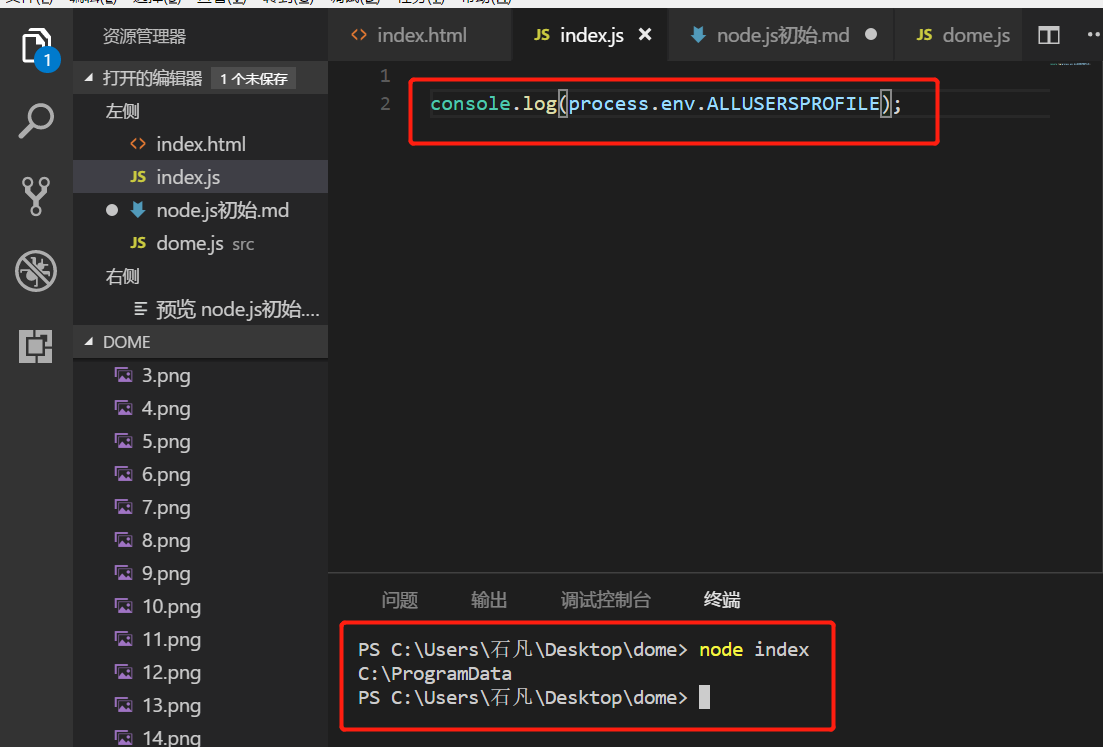 资源管理器
index.html
JS index.js ×
node.js初始.md
JS dome.js
1
打开的编辑器 1 个未保存
左侧
index.html
JS index.js
node.js初始.md
JS dome.js src
右侧
预览 node.js初始....
DOME
3.png
4.png
5.png
6.png
7.png
8.png
9.png
10.png
11.png
12.png
13.png
14.png
1
2 console.log(process.env.ALLUSERSPROFILE);
问题 输出 调试控制台 终端
PS C:\Users\石凡\Desktop\dome> node index
C:\ProgramData
PS C:\Users\石凡\Desktop\dome>